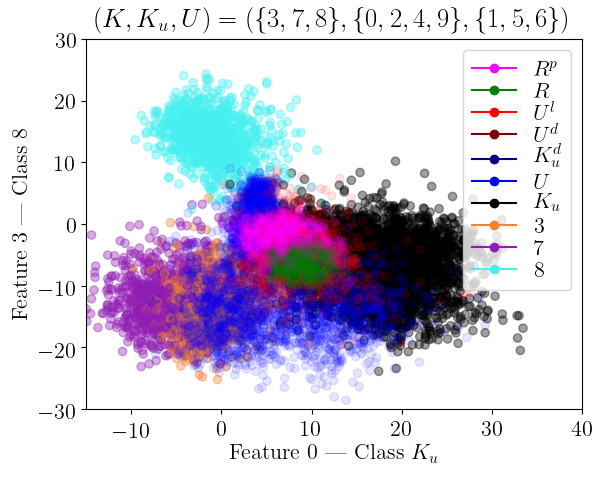 (K, K_u, U) = ({3, 7, 8}, {0, 2, 4, 9}, {1, 5, 6})
30
20
10
0
−10
−20
−30
−10
0
10
20
30
40
Feature 3 — Class 8
Feature 0 — Class K_u
R^p
R
U^l
U^d
K_u^d
U
K_u
3
7
8